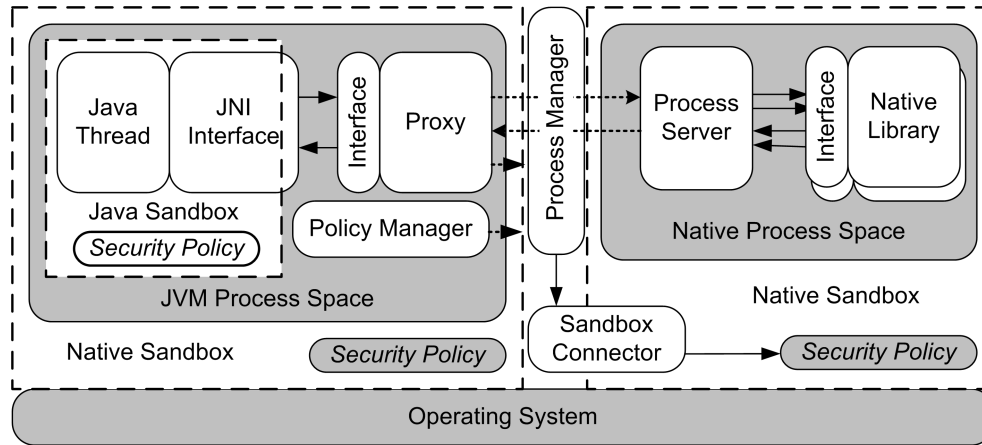 Java
Thread
JNI
Interface
Interface
Proxy
Process Manager
Process
Server
Interface
Native
Library
Java Sandbox
Security Policy
Policy Manager
Native Process Space
JVM Process Space
Native Sandbox
Sandbox
Connector
Native Sandbox
Security Policy
Security Policy
Operating System